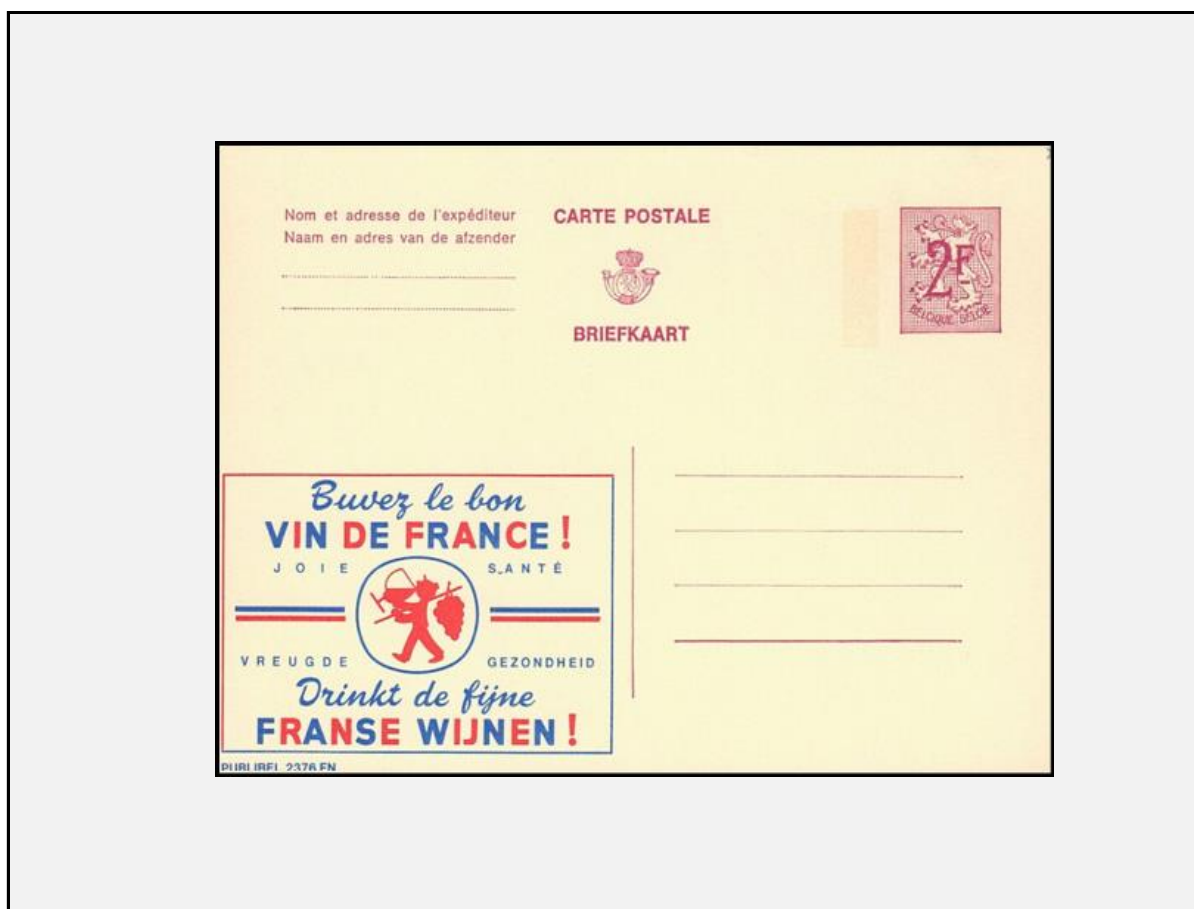 Nom et adresse de l'expéditeur
Naam en adres van de afzender
CARTE POSTALE
BRIEFKAART
2F
BELGIQUE BELGIE
Buvez le bon
VIN DE FRANCE !
JOIE SANTÉ
VREUGDE GEZONDHEID
Drinkt de fijne
FRANSE WIJNEN !
PUBLIBEL 2376 FN